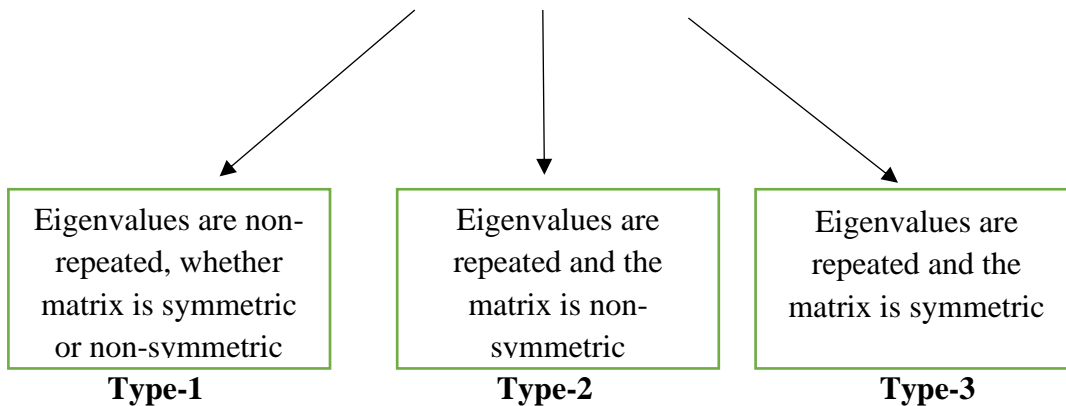 Eigenvalues are non-
repeated, whether
matrix is symmetric
or non-symmetric
Type-1
Eigenvalues are
repeated and the
matrix is non-
symmetric
Type-2
Eigenvalues are
repeated and the
matrix is symmetric
Type-3